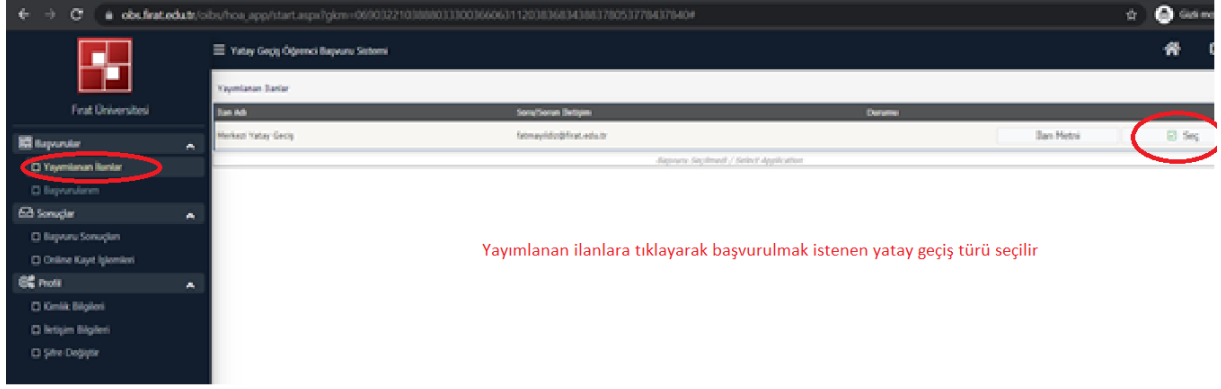 obs.firat.edu.tr/oibs/hoa_app/start.aspx?gkm=
Gizli
Yatay Geçiş Öğrenci Başvuru Sistemi
Fırat Üniversitesi
Yayımlanan İlanlar
İlan Adı Soru/Sorun İletişim Durumu
Merkezi Yatay Geçiş fatmayildiz@firat.edu.tr İlan Metni Seç
Başvuru Seçilmedi / Select Application
Başvurular
Yayımlanan İlanlar
Başvurularım
Sonuçlar
Başvuru Sonuçları
Online Kayıt İşlemleri
Profil
Kimlik Bilgileri
İletişim Bilgileri
Şifre Değiştir
Yayımlanan ilanlara tıklayarak başvurulmak istenen yatay geçiş türü seçilir